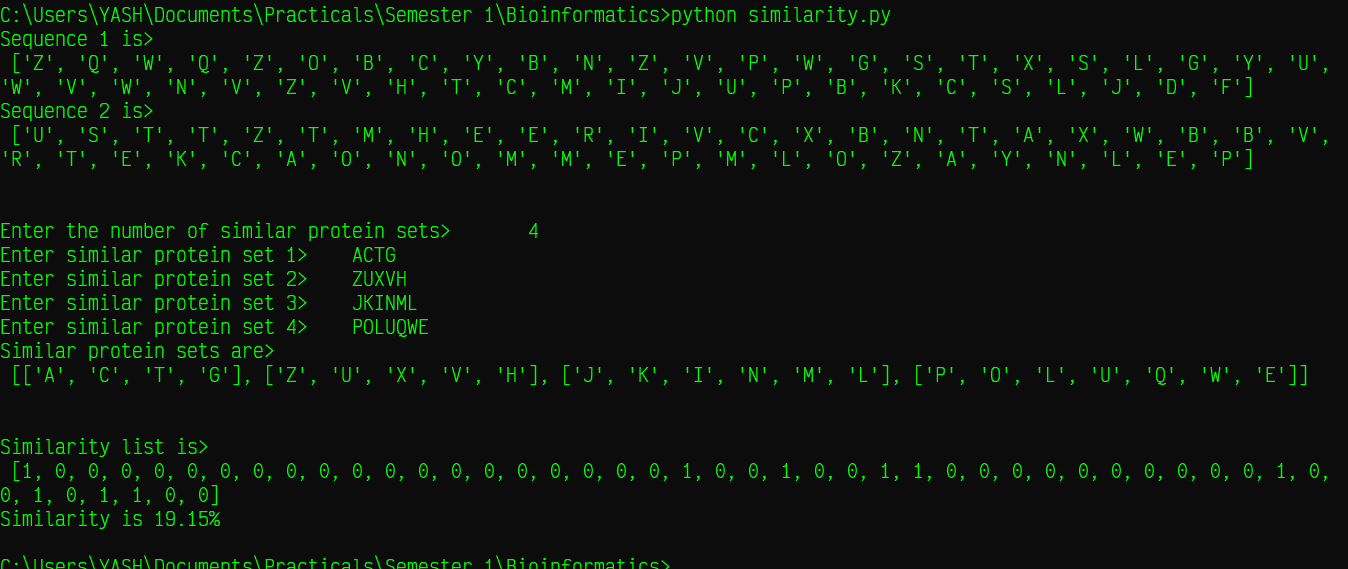 C:\Users\YASH\Documents\Practicals\Semester 1\Bioinformatics>python similarity.py
Sequence 1 is>
['Z', 'Q', 'W', 'Q', 'Z', 'O', 'B', 'C', 'Y', 'B', 'N', 'Z', 'V', 'P', 'W', 'G', 'S', 'T', 'X', 'S', 'L', 'G', 'Y', 'U',
'W', 'V', 'W', 'N', 'V', 'Z', 'V', 'H', 'T', 'C', 'M', 'I', 'J', 'U', 'P', 'B', 'K', 'C', 'S', 'L', 'J', 'D', 'F']
Sequence 2 is>
['U', 'S', 'T', 'T', 'Z', 'T', 'M', 'H', 'E', 'E', 'R', 'I', 'V', 'C', 'X', 'B', 'N', 'T', 'A', 'X', 'W', 'B', 'B', 'V',
'R', 'T', 'E', 'K', 'C', 'A', 'O', 'N', 'O', 'M', 'M', 'E', 'P', 'M', 'L', 'O', 'Z', 'A', 'Y', 'N', 'L', 'E', 'P']
Enter the number of similar protein sets> 4
Enter similar protein set 1> ACTG
Enter similar protein set 2> ZUXVH
Enter similar protein set 3> JKINML
Enter similar protein set 4> POLUQWE
Similar protein sets are>
[['A', 'C', 'T', 'G'], ['Z', 'U', 'X', 'V', 'H'], ['J', 'K', 'I', 'N', 'M', 'L'], ['P', 'O', 'L', 'U', 'Q', 'W', 'E']]
Similarity list is>
[1, 0, 0, 0, 0, 0, 0, 0, 0, 0, 0, 0, 0, 0, 0, 0, 0, 0, 0, 0, 1, 0, 0, 1, 0, 0, 1, 1, 0, 0, 0, 0, 0, 0, 0, 0, 0, 0, 1, 0,
0, 1, 0, 1, 1, 0, 0]
Similarity is 19.15%
C:\Users\YASH\Documents\Practicals\Semester 1\Bioinformatics>